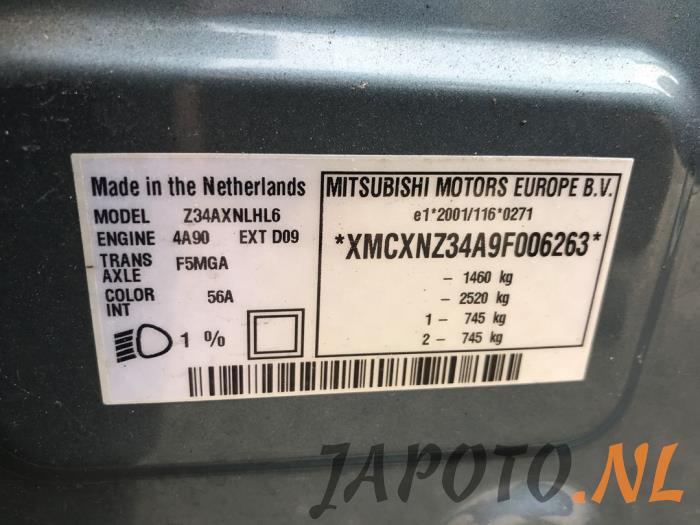 Made in the Netherlands
MODEL Z34AXNLHL6
ENGINE 4A90 EXT D09
TRANS AXLE F5MGA
COLOR INT 56A
1 %
MITSUBISHI MOTORS EUROPE B.V.
e1*2001/116*0271
*XMCXNZ34A9F006263*
- 1460 kg
- 2520 kg
1 - 745 kg
2 - 745 kg
JAPOTO.NL